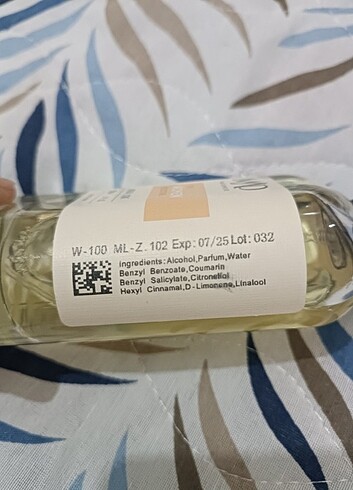 W-100 ML-Z.102 Exp:07/25 Lot:032
Ingredients:Alcohol,Parfum,Water
Benzyl Benzoate,Coumarin
Benzyl Salicylate,Citronellol
Hexyl Cinnamal,D-Limonene,Linalool